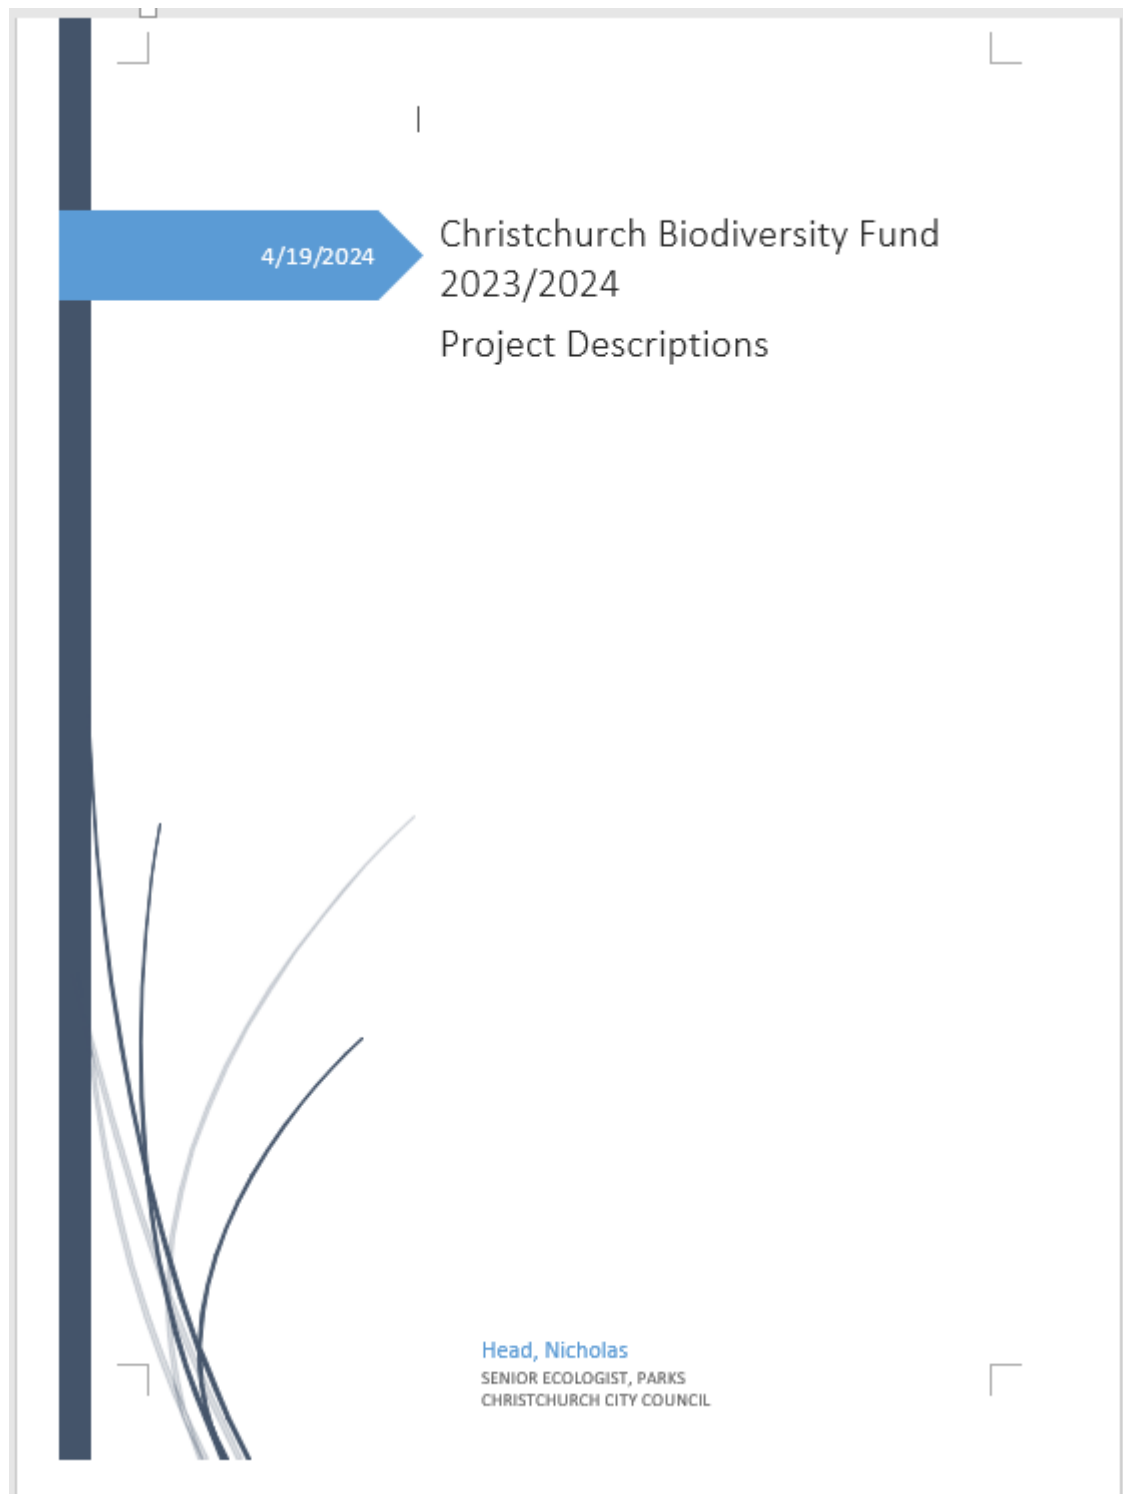 4/19/2024
Christchurch Biodiversity Fund
2023/2024
Project Descriptions
Head, Nicholas
SENIOR ECOLOGIST, PARKS
CHRISTCHURCH CITY COUNCIL